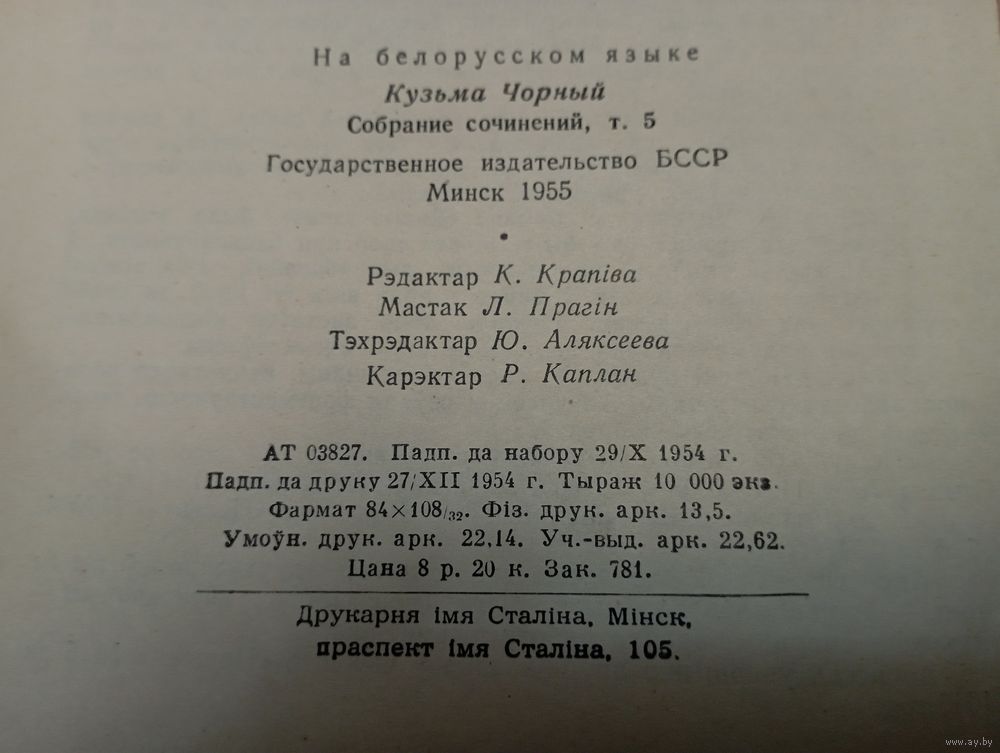 На белорусском языке
Кузьма Чорный
Собрание сочинений, т. 5
Государственное издательство БССР
Минск 1955
•
Рэдактар К. Крапіва
Мастак Л. Прагін
Тэхрэдактар Ю. Аляксеева
Карэктар Р. Каплан
АТ 03827. Падп. да набору 29/X 1954 г.
Падп. да друку 27/XII 1954 г. Тыраж 10 000 экз.
Фармат 84×108/32. Фіз. друк. арк. 13,5.
Умоўн. друк. арк. 22,14. Уч.-выд. арк. 22,62.
Цана 8 р. 20 к. Зак. 781.
Друкарня імя Сталіна, Мінск,
праспект імя Сталіна, 105.
www.ay.by